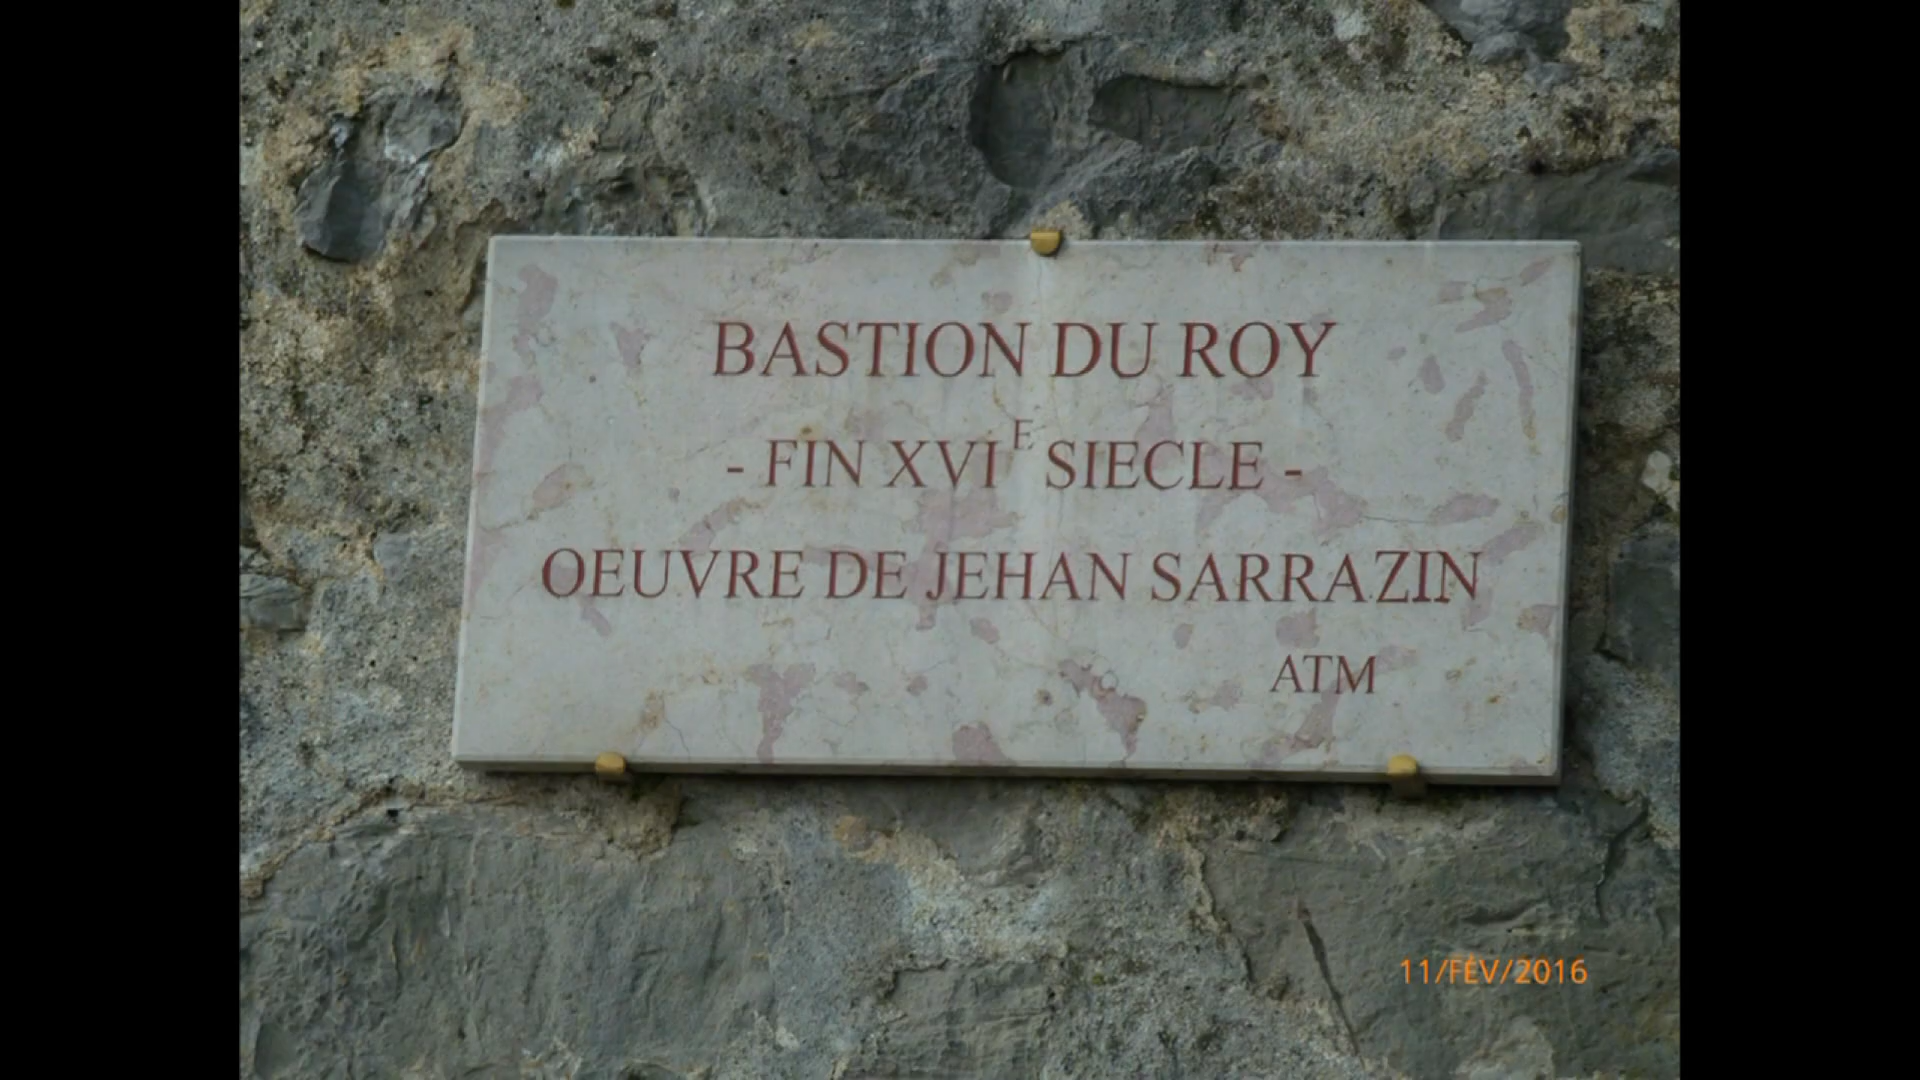 BASTION DU ROY
- FIN XVIE SIECLE -
OEUVRE DE JEHAN SARRAZIN
ATM
11/FÉV/2016